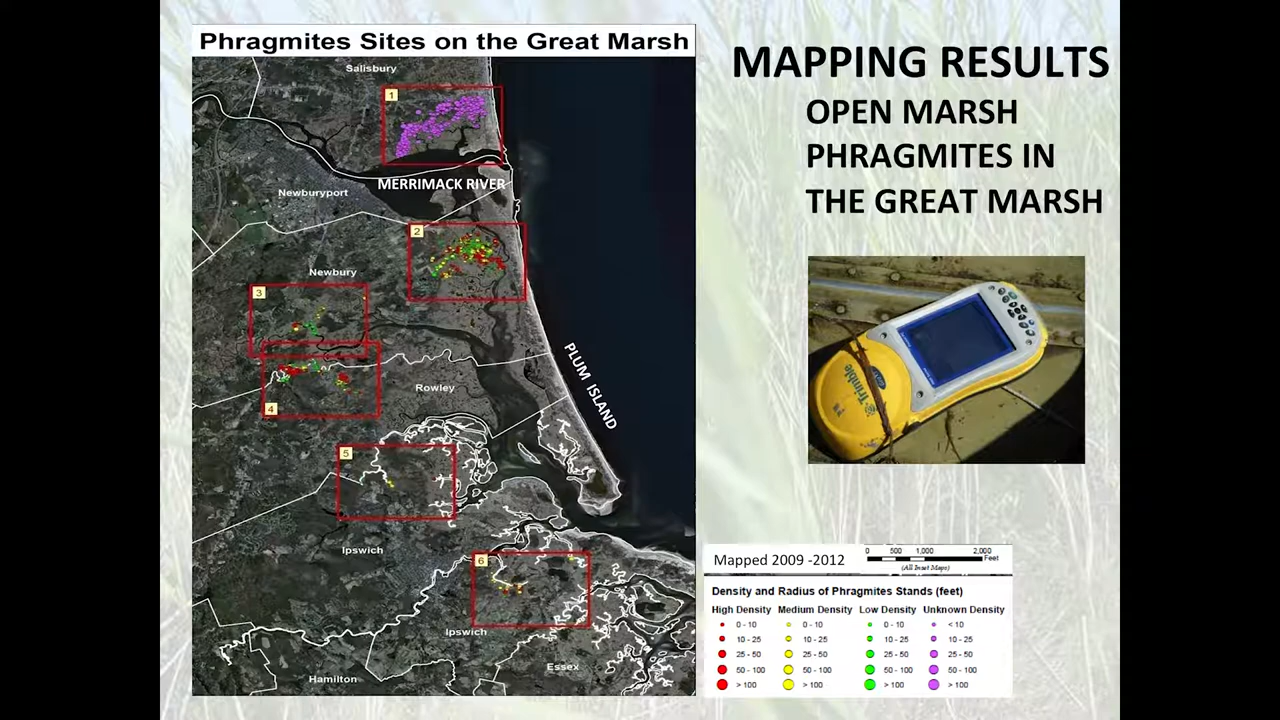 Phragmites Sites on the Great Marsh
Salisbury
1
MERRIMACK RIVER
Newburyport
2
Newbury
3
PLUM ISLAND
Rowley
4
5
Ipswich
6
Ipswich
Essex
Hamilton
MAPPING RESULTS
OPEN MARSH
PHRAGMITES IN
THE GREAT MARSH
Trimble
Mapped 2009 -2012
0 500 1,000 2,000
Feet
(All Inset Maps)
Density and Radius of Phragmites Stands (feet)
High Density Medium Density Low Density Unknown Density
0 - 10 0 - 10 0 - 10 < 10
10 - 25 10 - 25 10 - 25 10 - 25
25 - 50 25 - 50 25 - 50 25 - 50
50 - 100 50 - 100 50 - 100 50 - 100
> 100 > 100 > 100 > 100